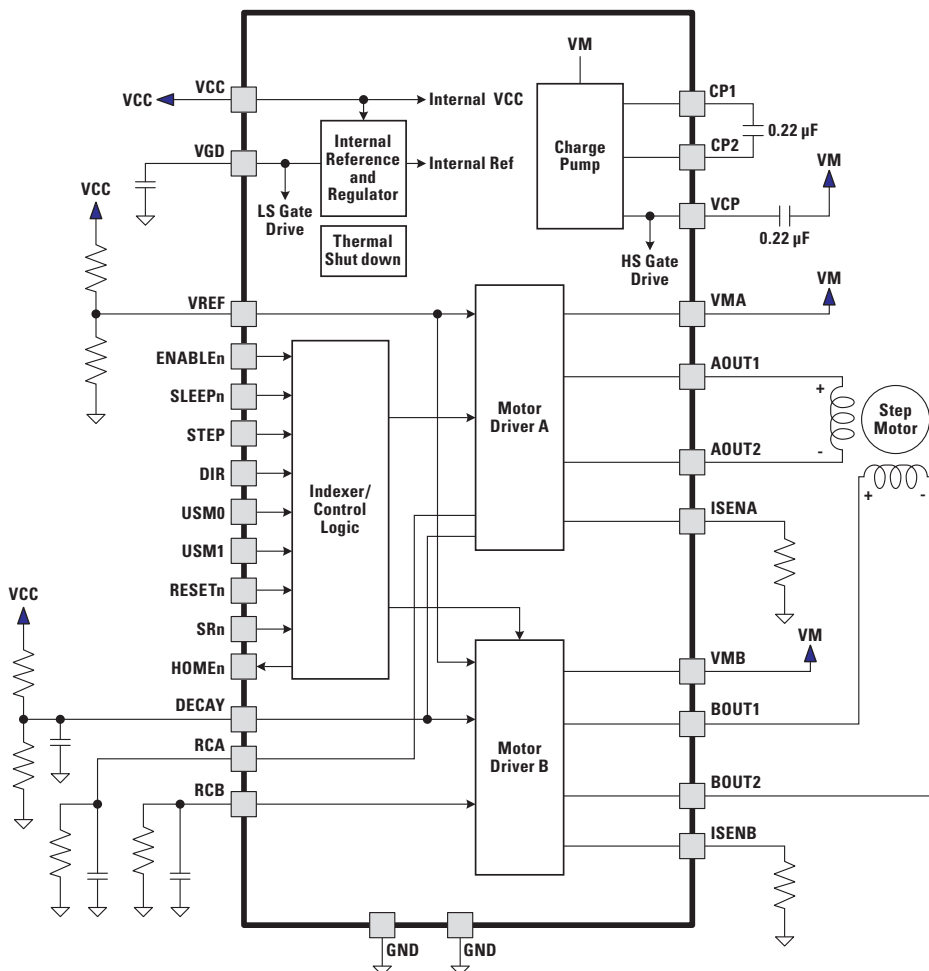 VM
VCC
VCC
Internal VCC
CP1
0.22 µF
CP2
VGD
Internal
Reference
and
Regulator
Internal Ref
Charge
Pump
VM
VCC
LS Gate
Drive
VCP
0.22 µF
Thermal
Shut down
HS Gate
Drive
VREF
VMA
VM
ENABLEn
SLEEPn
STEP
DIR
USM0
USM1
RESETn
SRn
HOMEn
Indexer/
Control
Logic
Motor
Driver A
AOUT1
+
Step
Motor
AOUT2
-
+
-
ISENA
VCC
VM
VMB
DECAY
BOUT1
RCA
Motor
Driver B
RCB
BOUT2
ISENB
GND
GND